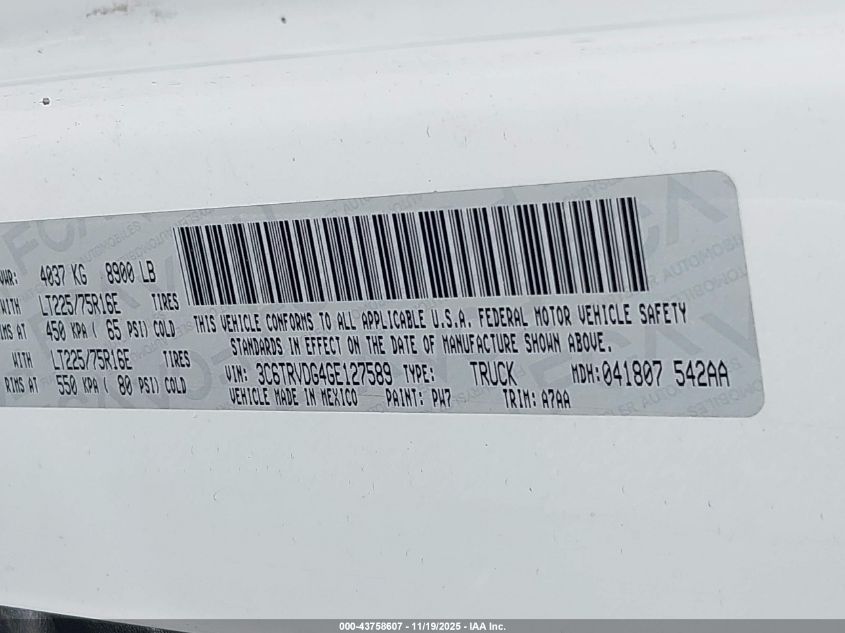 4037 KG 8900 LB
WITH LT225/75R16E TIRES
RIMS AT 450 KPA ( 65 PSI) COLD
WITH LT225/75R16E TIRES
RIMS AT 550 KPA ( 80 PSI) COLD
THIS VEHICLE CONFORMS TO ALL APPLICABLE U.S.A. FEDERAL MOTOR VEHICLE SAFETY
STANDARDS IN EFFECT ON THE DATE OF MANUFACTURE SHOWN ABOVE.
VIN: 3C6TRVDG4GE127589 TYPE: TRUCK MDH:041807 542AA
VEHICLE MADE IN MEXICO PAINT: PW7 TRIM: A7AA
000-43758607 - 11/19/2025 - IAA Inc.